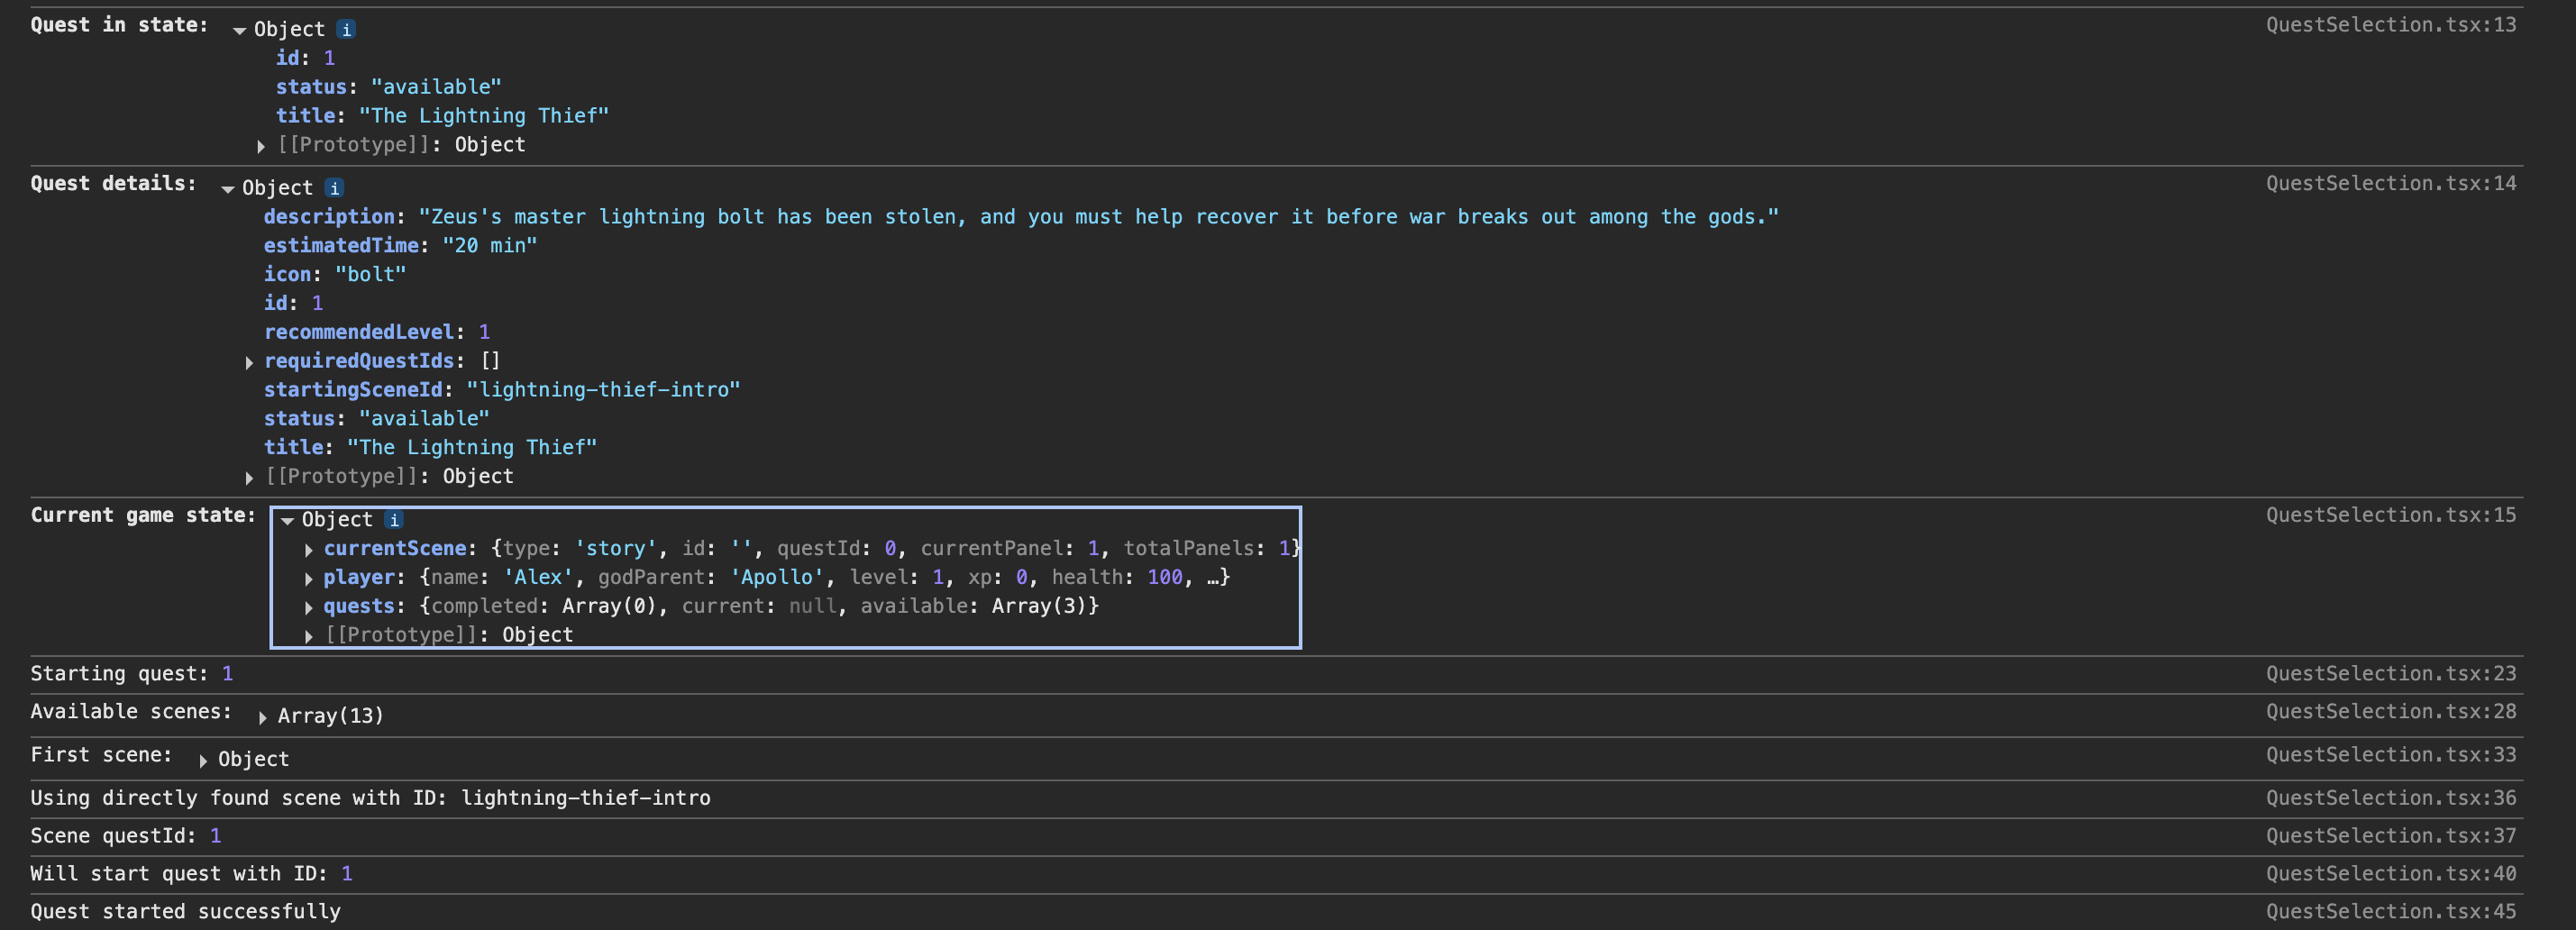 Quest in state: ▼ Object i QuestSelection.tsx:13
id: 1
status: "available"
title: "The Lightning Thief"
▶ [[Prototype]]: Object
Quest details: ▼ Object i QuestSelection.tsx:14
description: "Zeus's master lightning bolt has been stolen, and you must help recover it before war breaks out among the gods."
estimatedTime: "20 min"
icon: "bolt"
id: 1
recommendedLevel: 1
▶ requiredQuestIds: []
startingSceneId: "lightning-thief-intro"
status: "available"
title: "The Lightning Thief"
▶ [[Prototype]]: Object
Current game state: ▼ Object i QuestSelection.tsx:15
▶ currentScene: {type: 'story', id: '', questId: 0, currentPanel: 1, totalPanels: 1}
▶ player: {name: 'Alex', godParent: 'Apollo', level: 1, xp: 0, health: 100, …}
▶ quests: {completed: Array(0), current: null, available: Array(3)}
▶ [[Prototype]]: Object
Starting quest: 1 QuestSelection.tsx:23
Available scenes: ▶ Array(13) QuestSelection.tsx:28
First scene: ▶ Object QuestSelection.tsx:33
Using directly found scene with ID: lightning-thief-intro QuestSelection.tsx:36
Scene questId: 1 QuestSelection.tsx:37
Will start quest with ID: 1 QuestSelection.tsx:40
Quest started successfully QuestSelection.tsx:45